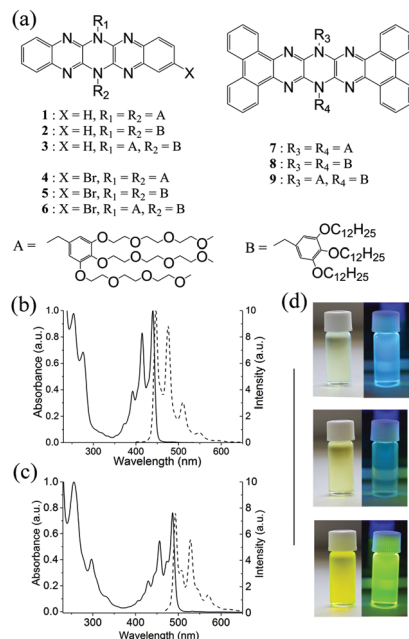 (a)
R1
N N N
N N N
X
R2
R3
N N N
N N N
R4
1 : X = H, R1 = R2 = A
2 : X = H, R1 = R2 = B
3 : X = H, R1 = A, R2 = B
4 : X = Br, R1 = R2 = A
5 : X = Br, R1 = R2 = B
6 : X = Br, R1 = A, R2 = B
7 : R3 = R4 = A
8 : R3 = R4 = B
9 : R3 = A, R4 = B
A =
O O O O
O O O O
O O O O
B =
OC12H25
OC12H25
OC12H25
(b)
1.0 0.8 0.6 0.4 0.2 0.0
Absorbance (a.u.)
10 8 6 4 2 0
Intensity (a.u.)
300 400 500 600
Wavelength (nm)
(c)
1.0 0.8 0.6 0.4 0.2 0.0
Absorbance (a.u.)
10 8 6 4 2 0
Intensity (a.u.)
300 400 500 600
Wavelength (nm)
(d)